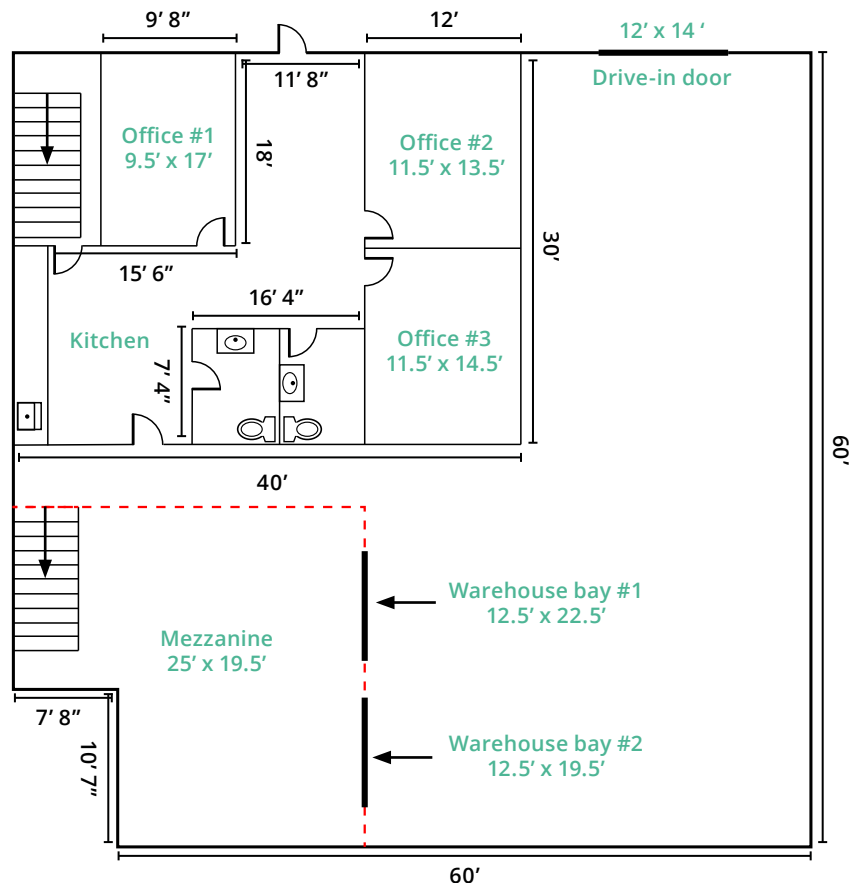 9’ 8”
12’
12’ x 14 ‘
Drive-in door
11’ 8”
Office #1
9.5’ x 17’
18’
Office #2
11.5’ x 13.5’
30’
15’ 6”
16’ 4”
Kitchen
7’ 4”
Office #3
11.5’ x 14.5’
60’
40’
Warehouse bay #1
12.5’ x 22.5’
Mezzanine
25’ x 19.5’
7’ 8”
10’ 7”
Warehouse bay #2
12.5’ x 19.5’
60’